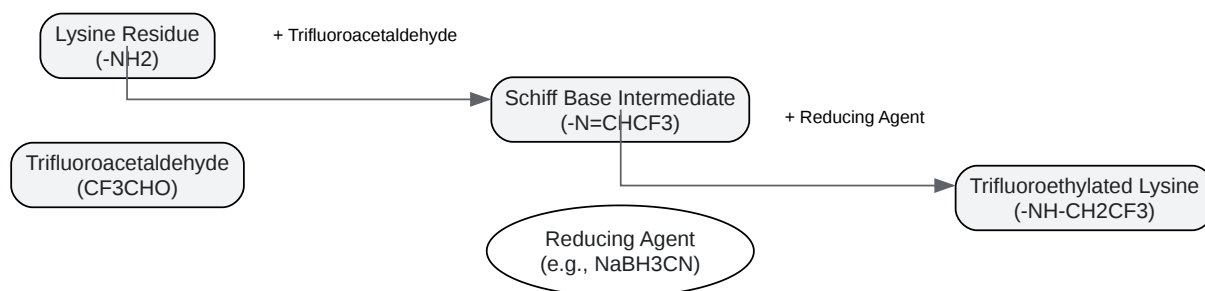 Lysine Residue
(-NH2)
+ Trifluoroacetaldehyde
Schiff Base Intermediate
(-N=CHCF3)
+ Reducing Agent
Trifluoroacetaldehyde
(CF3CHO)
Trifluoroethylated Lysine
(-NH-CH2CF3)
Reducing Agent
(e.g., NaBH3CN)